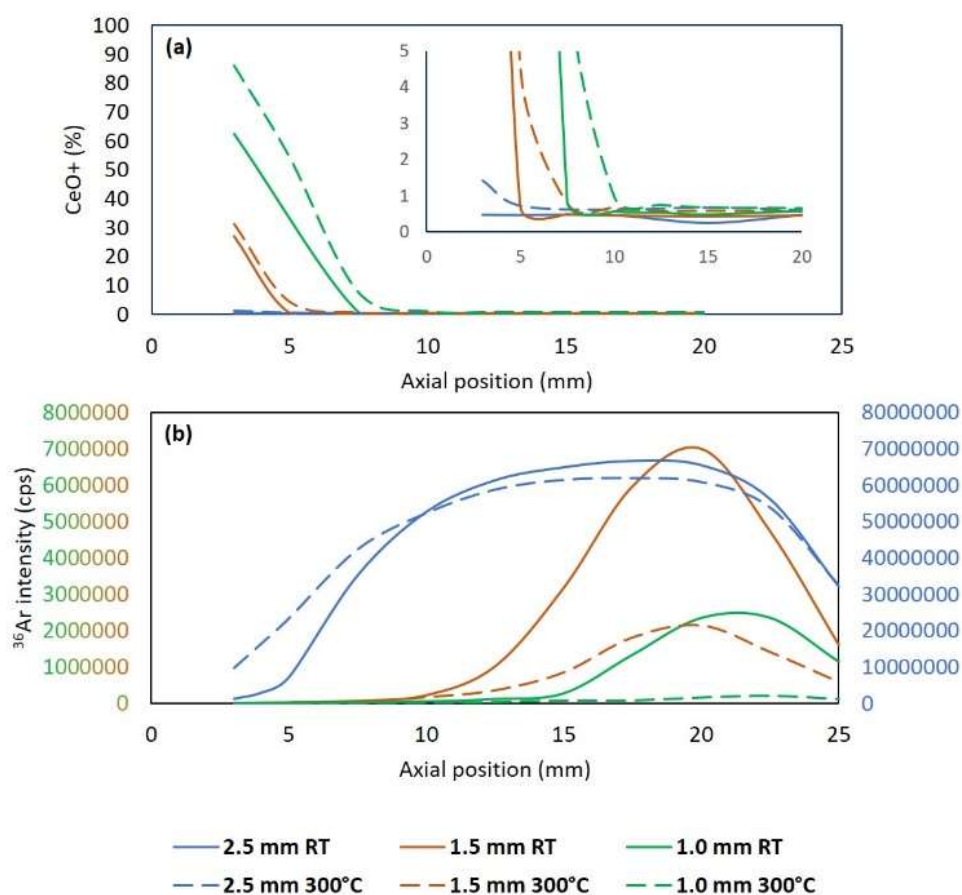 (a)
CeO+ (%)
100
90
80
70
60
50
40
30
20
10
0
5
4
3
2
1
0
0 5 10 15 20
0 5 10 15 20 25
Axial position (mm)
(b)
³⁶Ar intensity (cps)
8000000 80000000
7000000 70000000
6000000 60000000
5000000 50000000
4000000 40000000
3000000 30000000
2000000 20000000
1000000 10000000
0 0
0 5 10 15 20 25
Axial position (mm)
2.5 mm RT 1.5 mm RT 1.0 mm RT
2.5 mm 300°C 1.5 mm 300°C 1.0 mm 300°C